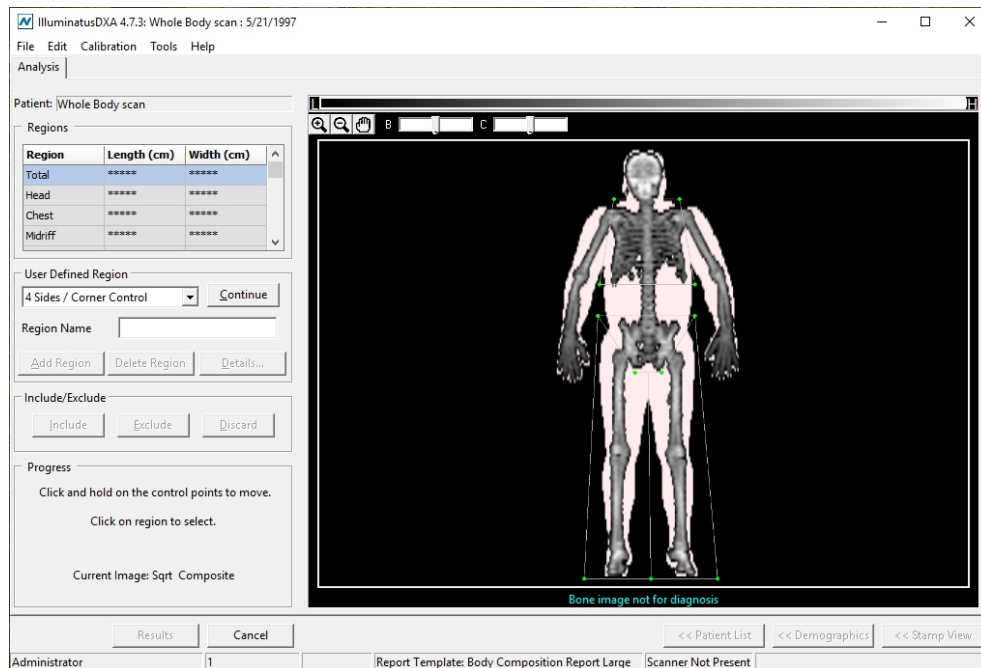 IlluminatusDXA 4.7.3: Whole Body scan : 5/21/1997
File Edit Calibration Tools Help
Analysis
Patient: Whole Body scan
L H
B C
Regions
Region Length (cm) Width (cm)
Total ***** *****
Head ***** *****
Chest ***** *****
Midriff ***** *****
User Defined Region
4 Sides / Corner Control Continue
Region Name
Add Region Delete Region Details...
Include/Exclude
Include Exclude Discard
Progress
Click and hold on the control points to move.
Click on region to select.
Current Image: Sqrt Composite
Bone image not for diagnosis
Results Cancel << Patient List << Demographics << Stamp View
Administrator 1 Report Template: Body Composition Report Large Scanner Not Present